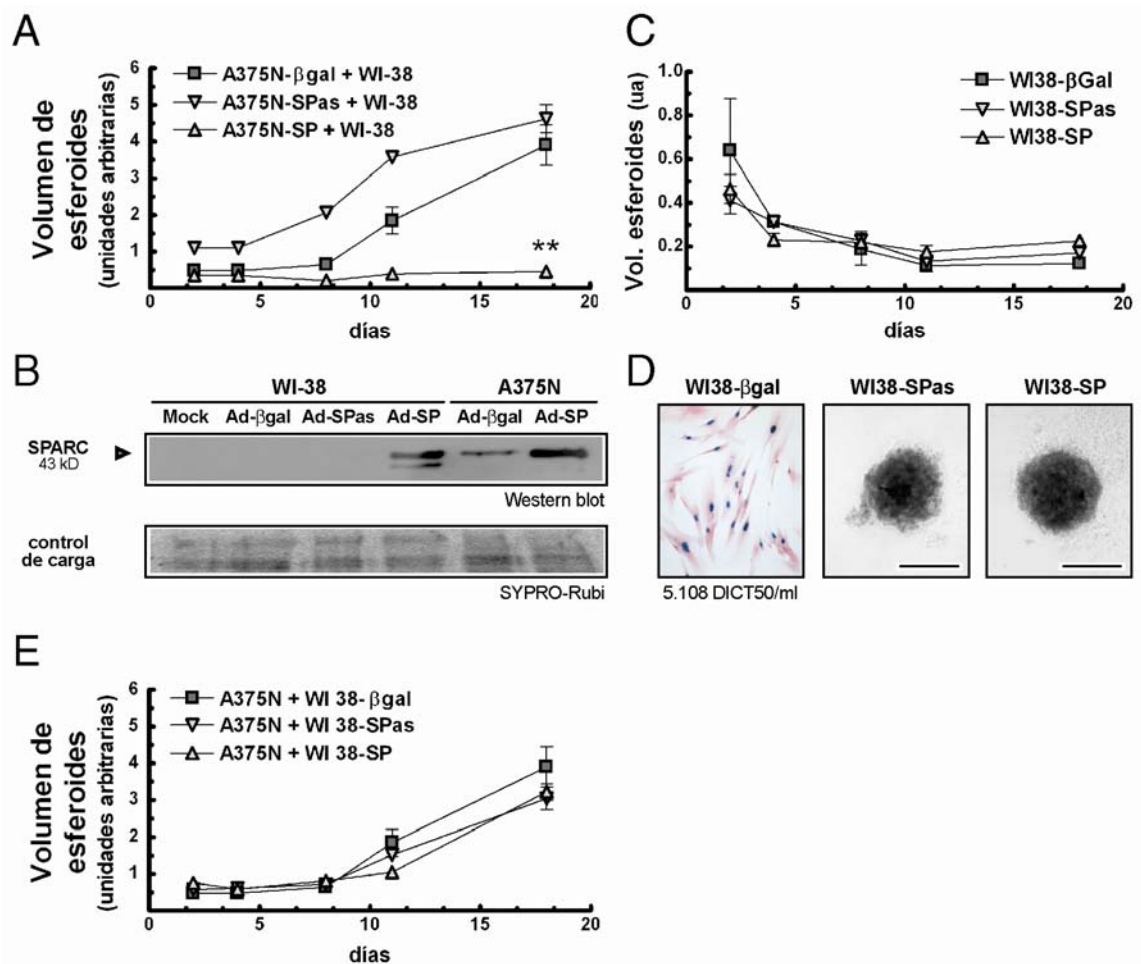 A
Volumen de
esferoides
(unidades arbitrarias)
6
5
4
3
2
1
A375N-βgal + WI-38
A375N-SPas + WI-38
A375N-SP + WI-38
**
0 5 10 15 20
días
C
Vol. esferoides (ua)
1.0
0.8
0.6
0.4
0.2
WI38-βGal
WI38-SPas
WI38-SP
0 5 10 15 20
días
B
WI-38 A375N
Mock Ad-βgal Ad-SPas Ad-SP Ad-βgal Ad-SP
SPARC
43 kD
Western blot
control
de carga
SYPRO-Rubi
D
WI38-βgal WI38-SPas WI38-SP
5.108 DICT50/ml
E
Volumen de
esferoides
(unidades arbitrarias)
6
5
4
3
2
1
A375N + WI 38-βgal
A375N + WI 38-SPas
A375N + WI 38-SP
0 5 10 15 20
días